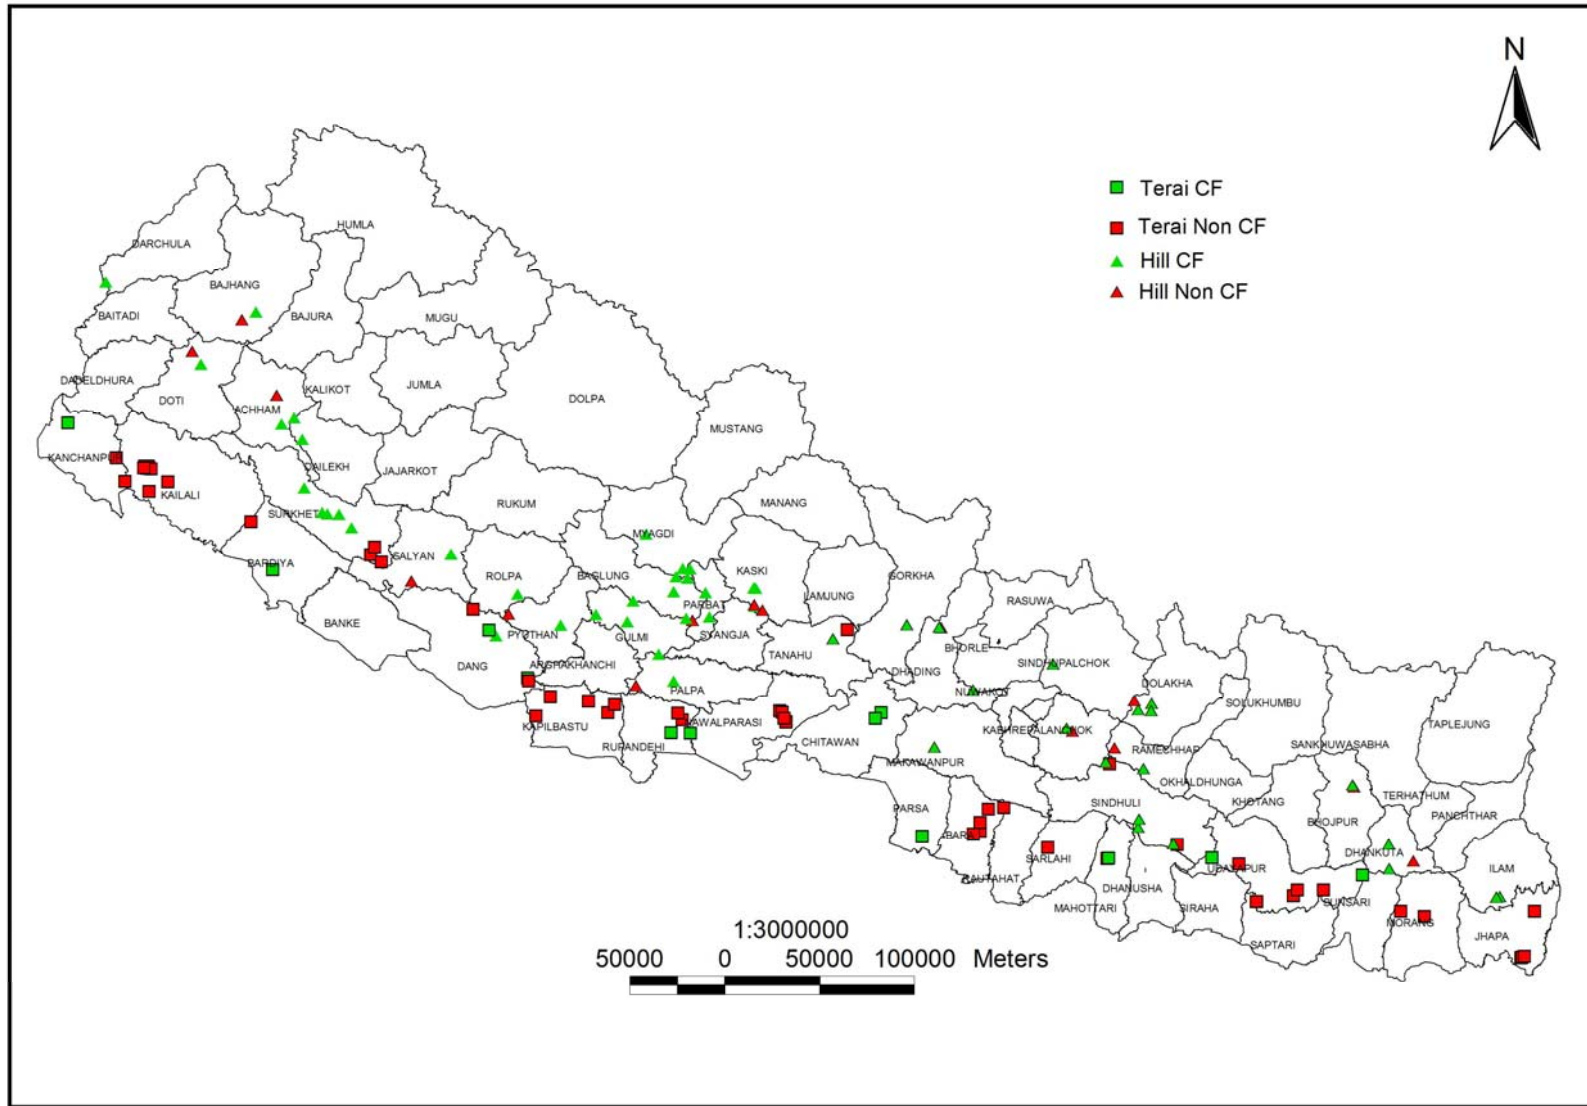 N
Terai CF
Terai Non CF
Hill CF
Hill Non CF
HUMLA
DARCHULA
BAJHANG
BAITADI
BAJURA
MUGU
DADELDHURA
DOTI
ACHHAM
KALIKOT
JUMLA
DOLPA
MUSTANG
KANCHANPUR
KAILALI
DAILEKH
JAJARKOT
RUKUM
MANANG
SURKHET
SALYAN
MYAGDI
BARDIYA
ROLPA
BAGLUNG
KASKI
GORKHA
LAMJUNG
RASUWA
PARBAT
BANKE
PYUTHAN
GULMI
SYANGJA
TANAHU
BHORLE
SINDHUPALCHOK
DANG
ARGHAKHANCHI
DHADING
DOLAKHA
PALPA
NUWAKOT
SOLUKHUMBU
TAPLEJUNG
KAPILBASTU
NAWALPARASI
KABHREPALANCHOK
RUPANDEHI
CHITAWAN
RAMECHHAP
SANKHUWASABHA
MAKAWANPUR
OKHALDHUNGA
TERHATHUM
PARSA
SINDHULI
KHOTANG
BHOJPUR
PANCHTHAR
BARA
DHANKUTA
SARLAHI
UDAYAPUR
ILAM
RAUTAHAT
DHANUSHA
MAHOTTARI
SIRAHA
SUNSARI
MORANG
JHAPA
SAPTARI
1:3000000
50000 0 50000 100000 Meters